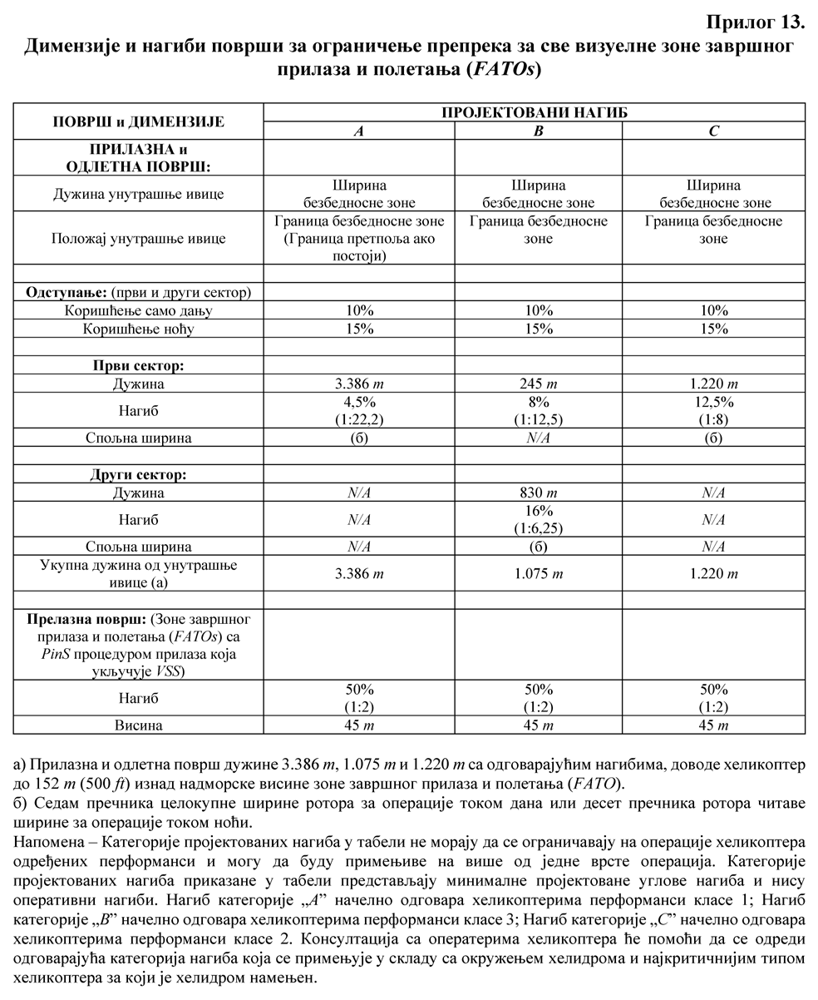 Прилог 13.
Димензије и нагиби површи за ограничење препрека за све визуелне зоне завршног
прилаза и полетања (FATOs)
ПОВРШ и ДИМЕНЗИЈЕ
ПРОЈЕКТОВАНИ НАГИБ
A B C
ПРИЛАЗНА и
ОДЛЕТНА ПОВРШ:
Дужина унутрашње ивице
Ширина
безбедносне зоне
Ширина
безбедносне зоне
Ширина
безбедносне зоне
Положај унутрашње ивице
Граница безбедносне зоне
(Граница претпоља ако
постоји)
Граница безбедносне
зоне
Граница безбедносне
зоне
Одступање: (први и други сектор)
Коришћење само дању 10% 10% 10%
Коришћење ноћу 15% 15% 15%
Први сектор:
Дужина 3.386 m 245 m 1.220 m
Нагиб
4,5%
(1:22,2)
8%
(1:12,5)
12,5%
(1:8)
Спољна ширина (б) N/A (б)
Други сектор:
Дужина N/A 830 m N/A
Нагиб N/A
16%
(1:6,25)
N/A
Спољна ширина N/A (б) N/A
Укупна дужина од унутрашње
ивице (а)
3.386 m 1.075 m 1.220 m
Прелазна површ: (Зоне завршног
прилаза и полетања (FATOs) са
PinS процедуром прилаза која
укључује VSS)
Нагиб
50%
(1:2)
50%
(1:2)
50%
(1:2)
Висина 45 m 45 m 45 m
а) Прилазна и одлетна површ дужине 3.386 m, 1.075 m и 1.220 m са одговарајућим нагибима, доводе хеликоптер
до 152 m (500 ft) изнад надморске висине зоне завршног прилаза и полетања (FATO).
б) Седам пречника целокупне ширине ротора за операције током дана или десет пречника ротора читаве
ширине за операције током ноћи.
Напомена – Категорије пројектованих нагиба у табели не морају да се ограничавају на операције хеликоптера
одређених перформанси и могу да буду примењиве на више од једне врсте операција. Категорије
пројектованих нагиба приказане у табели представљају минималне пројектоване углове нагиба и нису
оперативни нагиби. Нагиб категорије „A” начелно одговара хеликоптерима перформанси класе 1; Нагиб
категорије „B” начелно одговара хеликоптерима перформанси класе 3; Нагиб категорије „C” начелно одговара
хеликоптерима перформанси класе 2. Консултација са оператерима хеликоптера ће помоћи да се одреди
одговарајућа категорија нагиба која се примењује у складу са окружењем хелидрома и најкритичнијим типом
хеликоптера за који је хелидром намењен.